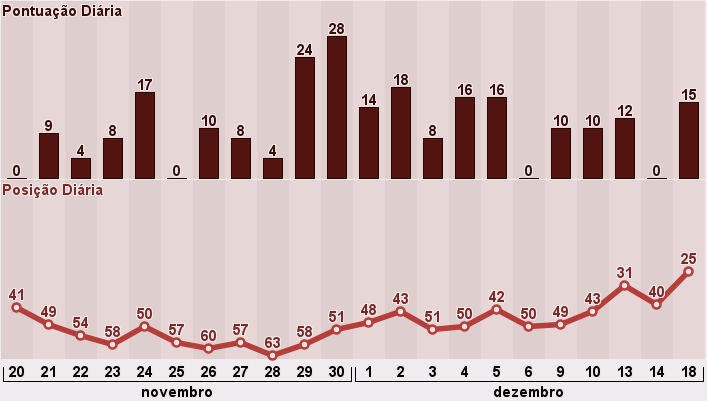 Pontuação Diária
0 9 4 8 17 0 10 8 4 24 28 14 18 8 16 16 0 10 10 12 0 15
Posição Diária
41 49 54 58 50 57 60 57 63 58 51 48 43 51 50 42 50 49 43 31 40 25
20 21 22 23 24 25 26 27 28 29 30 1 2 3 4 5 6 9 10 13 14 18
novembro dezembro